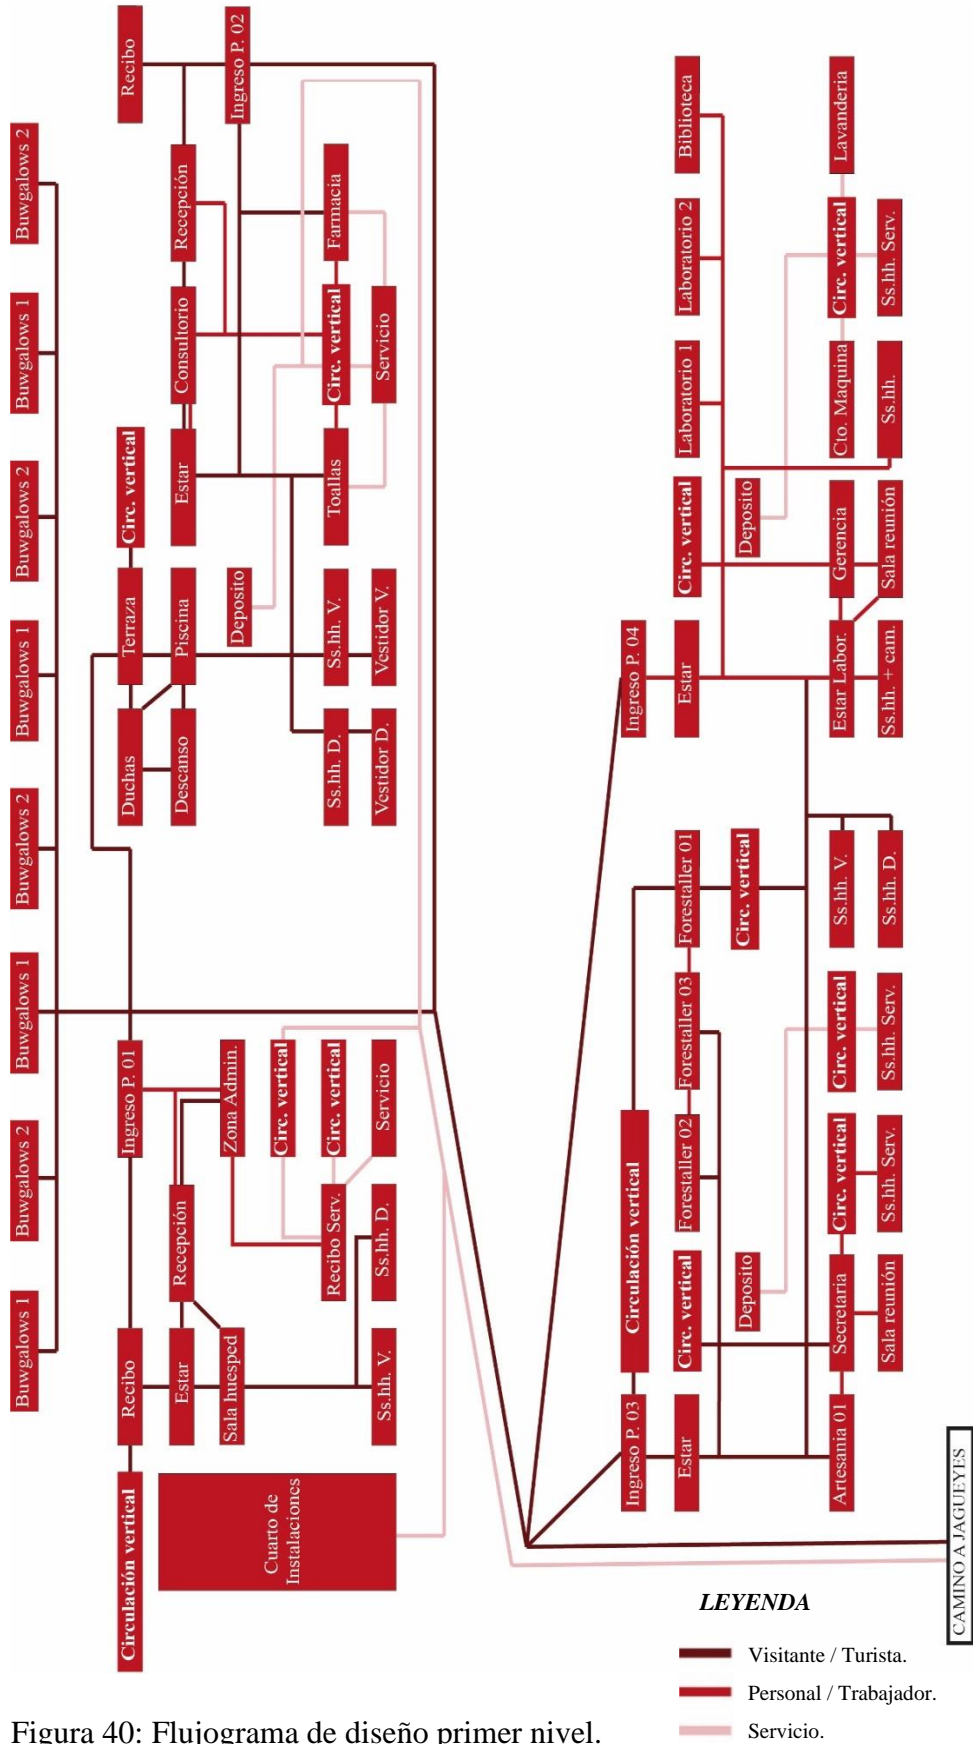 Buwgalows 1
Buwgalows 2
Buwgalows 1
Buwgalows 2
Buwgalows 1
Buwgalows 2
Buwgalows 1
Buwgalows 2
Circulación vertical
Recibo
Ingreso P. 01
Duchas
Terraza
Circ. vertical
Recibo
Estar
Recepción
Descanso
Piscina
Estar
Consultorio
Recepción
Sala huesped
Zona Admin.
Deposito
Ingreso P. 02
Cuarto de
Instalaciones
Circ. vertical
Recibo Serv.
Circ. vertical
Ss.hh. D.
Ss.hh. V.
Toallas
Circ. vertical
Farmacia
Ss.hh. V.
Ss.hh. D.
Servicio
Vestidor D.
Vestidor V.
Servicio
Ingreso P. 03
Circulación vertical
Ingreso P. 04
Estar
Circ. vertical
Forestaller 02
Forestaller 03
Forestaller 01
Estar
Circ. vertical
Laboratorio 1
Laboratorio 2
Biblioteca
Deposito
Circ. vertical
Deposito
Artesania 01
Secretaria
Circ. vertical
Circ. vertical
Ss.hh. V.
Estar Labor.
Gerencia
Cto. Maquina
Circ. vertical
Lavanderia
Sala reunión
Ss.hh. Serv.
Ss.hh. Serv.
Ss.hh. D.
Ss.hh. + cam.
Sala reunión
Ss.hh.
Ss.hh. Serv.
CAMINO A JAGUEYES
LEYENDA
Visitante / Turista.
Personal / Trabajador.
Servicio.
Figura 40: Flujograma de diseño primer nivel.